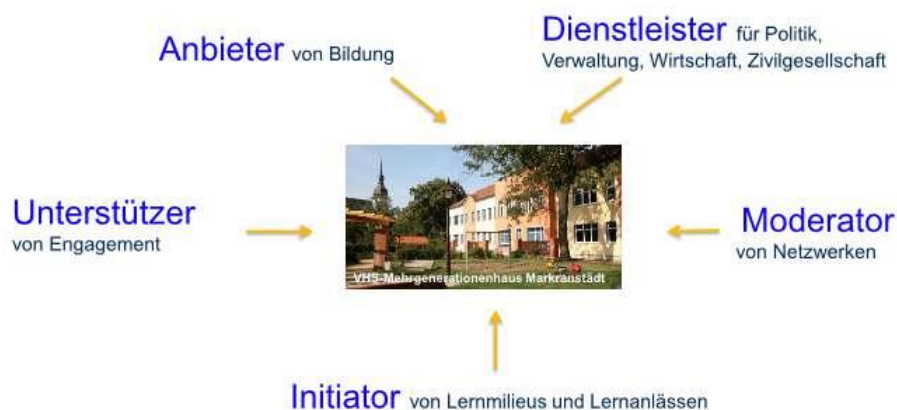 Anbieter von Bildung
Dienstleister für Politik,
Verwaltung, Wirtschaft, Zivilgesellschaft
Unterstützer
von Engagement
VHS-Mehrgenerationenhaus Markranstädt
Moderator
von Netzwerken
Initiator von Lernmilieus und Lernanlässen